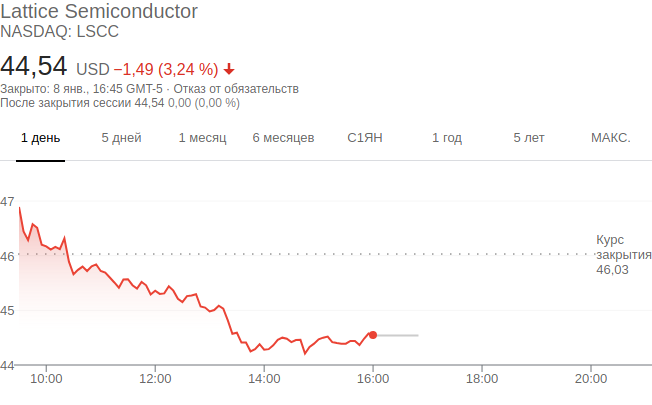 Lattice Semiconductor
NASDAQ: LSCC
44,54 USD −1,49 (3,24 %)
Закрыто: 8 янв., 16:45 GMT-5 · Отказ от обязательств
После закрытия сессии 44,54 0,00 (0,00 %)
1 день 5 дней 1 месяц 6 месяцев С1ЯН 1 год 5 лет МАКС.
47
46
45
44
Курс
закрытия
46,03
10:00 12:00 14:00 16:00 18:00 20:00